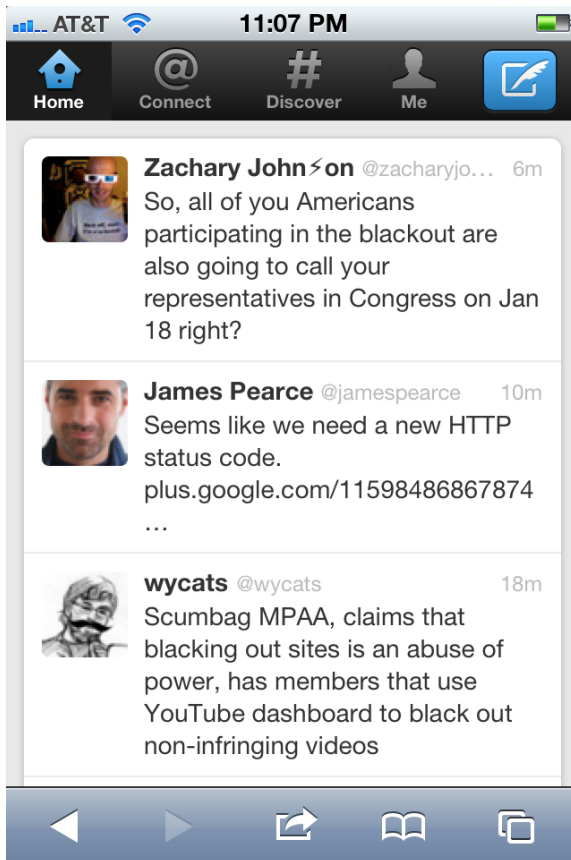 AT&T 11:07 PM
@ #
Home Connect Discover Me
Zachary John⚡on @zacharyjo... 6m
So, all of you Americans
participating in the blackout are
also going to call your
representatives in Congress on Jan
18 right?
James Pearce @jamespearce 10m
Seems like we need a new HTTP
status code.
plus.google.com/11598486867874
...
wycats @wycats 18m
Scumbag MPAA, claims that
blacking out sites is an abuse of
power, has members that use
YouTube dashboard to black out
non-infringing videos